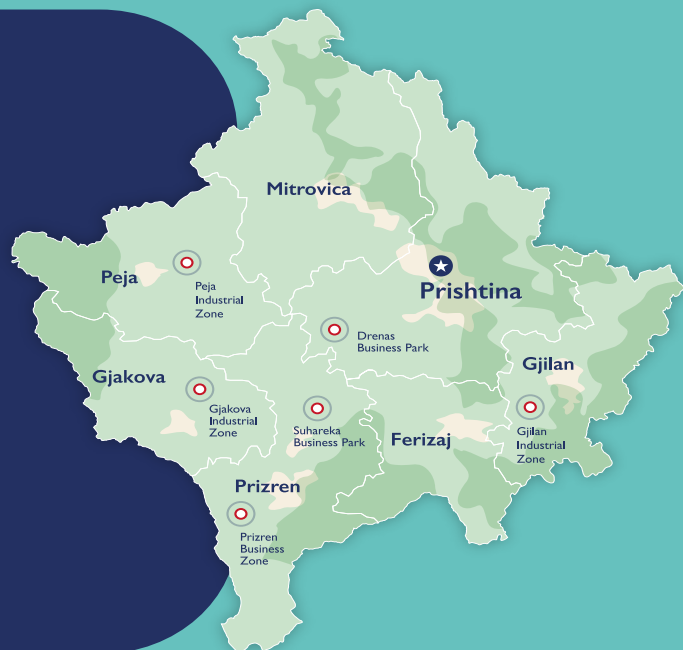 Mitrovica
Peja
Peja
Industrial
Zone
Prishtina
Drenas
Business Park
Gjilan
Gjakova
Gjakova
Industrial
Zone
Suhareka
Business Park
Ferizaj
Gjilan
Industrial
Zone
Prizren
Prizren
Business
Zone